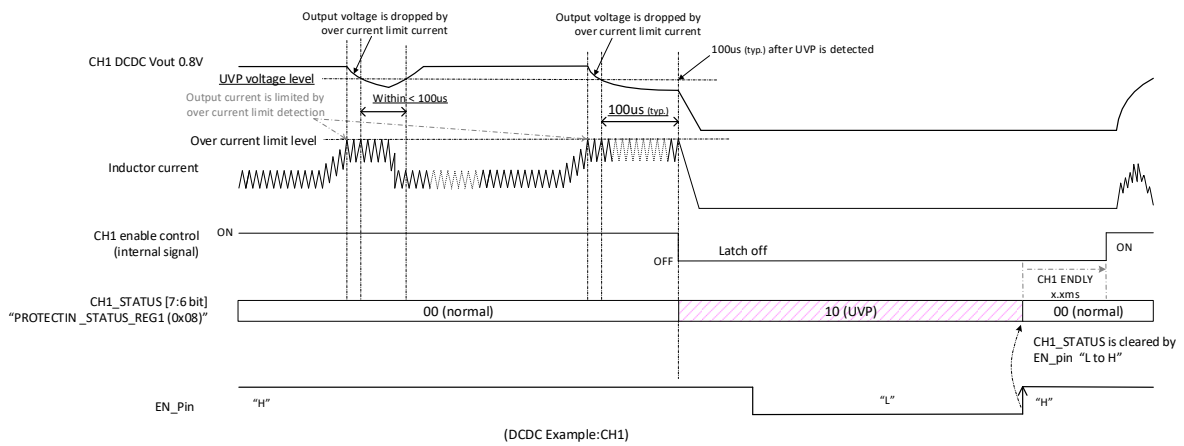 Output voltage is dropped by
over current limit current
Output voltage is dropped by
over current limit current
100us (typ.) after UVP is detected
CH1 DCDC Vout 0.8V
UVP voltage level
Output current is limited by
over current limit detection
Within < 100us
100us (typ.)
Over current limit level
Inductor current
CH1 enable control
(internal signal)
ON
OFF
Latch off
ON
CH1 ENDLY
x.xms
CH1_STATUS [7:6 bit]
"PROTECTIN _STATUS_REG1 (0x08)"
00 (normal)
10 (UVP)
00 (normal)
CH1_STATUS is cleared by
EN_pin "L to H"
EN_Pin
"H"
"L"
"H"
(DCDC Example:CH1)